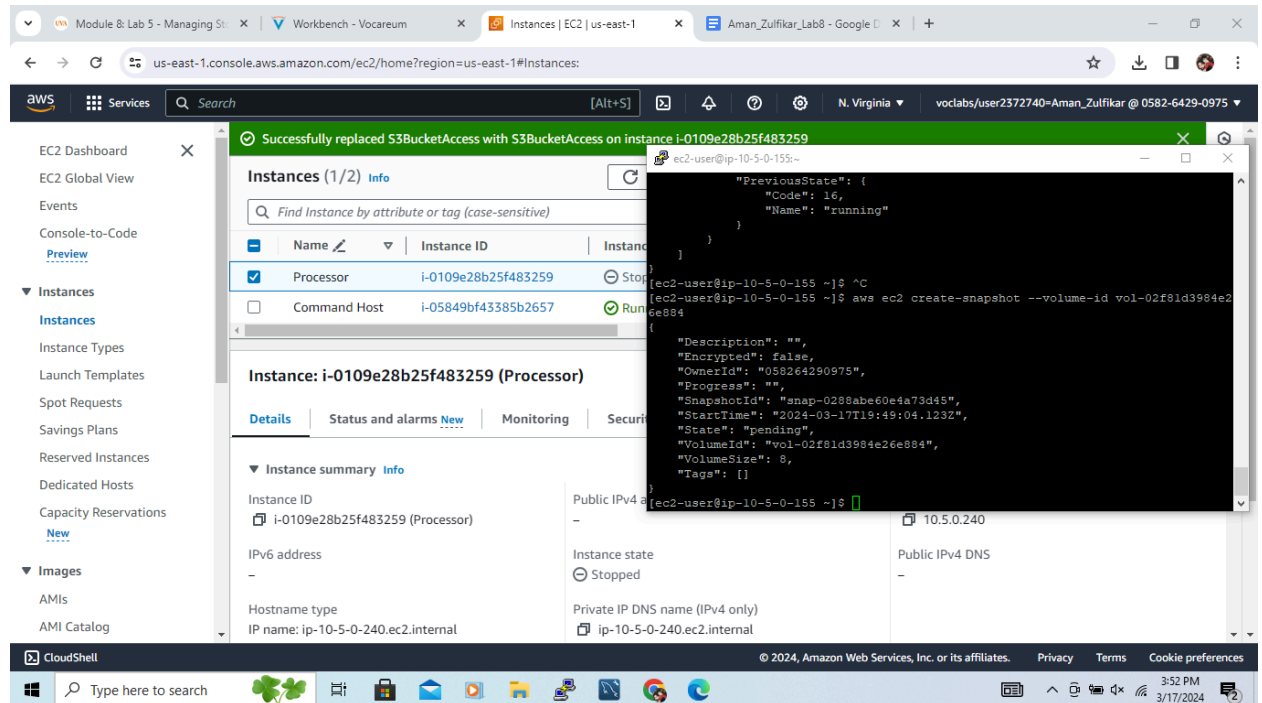 Module 8: Lab 5 - Managing Sto
Workbench - Vocareum
Instances | EC2 | us-east-1
Aman_Zulfikar_Lab8 - Google D
us-east-1.console.aws.amazon.com/ec2/home?region=us-east-1#Instances:
aws
Services
Search
[Alt+S]
N. Virginia
voclabs/user2372740=Aman_Zulfikar @ 0582-6429-0975
EC2 Dashboard
EC2 Global View
Events
Console-to-Code
Preview
Instances
Instances
Instance Types
Launch Templates
Spot Requests
Savings Plans
Reserved Instances
Dedicated Hosts
Capacity Reservations
New
Images
AMIs
AMI Catalog
Successfully replaced S3BucketAccess with S3BucketAccess on instance i-0109e28b25f483259
Instances (1/2) Info
Find Instance by attribute or tag (case-sensitive)
Name
Instance ID
Instanc
Processor
i-0109e28b25f483259
Stop
Command Host
i-05849bf43385b2657
Run
Instance: i-0109e28b25f483259 (Processor)
Details
Status and alarms New
Monitoring
Securi
Instance summary Info
Instance ID
i-0109e28b25f483259 (Processor)
Public IPv4 a
–
10.5.0.240
IPv6 address
–
Instance state
Stopped
Public IPv4 DNS
–
Hostname type
IP name: ip-10-5-0-240.ec2.internal
Private IP DNS name (IPv4 only)
ip-10-5-0-240.ec2.internal
ec2-user@ip-10-5-0-155:~
"PreviousState": {
"Code": 16,
"Name": "running"
}
}
]
}
[ec2-user@ip-10-5-0-155 ~]$ ^C
[ec2-user@ip-10-5-0-155 ~]$ aws ec2 create-snapshot --volume-id vol-02f81d3984e2
6e884
{
"Description": "",
"Encrypted": false,
"OwnerId": "058264290975",
"Progress": "",
"SnapshotId": "snap-0288abe60e4a73d45",
"StartTime": "2024-03-17T19:49:04.123Z",
"State": "pending",
"VolumeId": "vol-02f81d3984e26e884",
"VolumeSize": 8,
"Tags": []
}
[ec2-user@ip-10-5-0-155 ~]$
CloudShell
© 2024, Amazon Web Services, Inc. or its affiliates.
Privacy
Terms
Cookie preferences
Type here to search
3:52 PM
3/17/2024
2